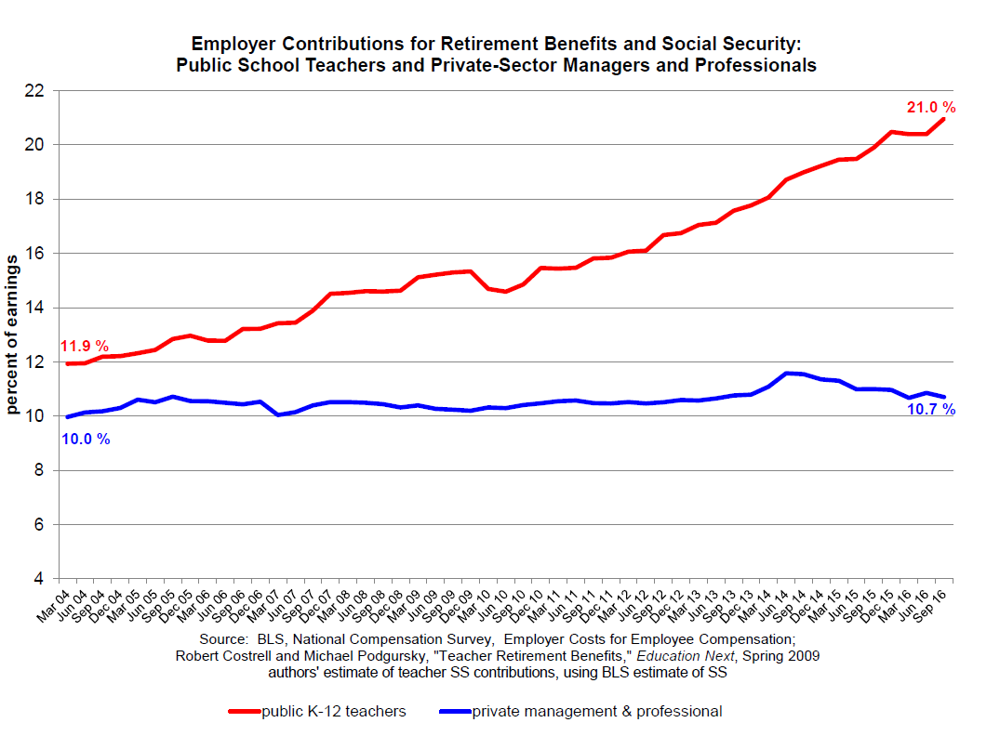 Employer Contributions for Retirement Benefits and Social Security:
Public School Teachers and Private-Sector Managers and Professionals
percent of earnings
22
20
18
16
14
12
10
8
6
4
21.0 %
11.9 %
10.7 %
10.0 %
Mar 04
Jun 04
Sep 04
Dec 04
Mar 05
Jun 05
Sep 05
Dec 05
Mar 06
Jun 06
Sep 06
Dec 06
Mar 07
Jun 07
Sep 07
Dec 07
Mar 08
Jun 08
Sep 08
Dec 08
Mar 09
Jun 09
Sep 09
Dec 09
Mar 10
Jun 10
Sep 10
Dec 10
Mar 11
Jun 11
Sep 11
Dec 11
Mar 12
Jun 12
Sep 12
Dec 12
Mar 13
Jun 13
Sep 13
Dec 13
Mar 14
Jun 14
Sep 14
Dec 14
Mar 15
Jun 15
Sep 15
Dec 15
Mar 16
Jun 16
Sep 16
Source: BLS, National Compensation Survey, Employer Costs for Employee Compensation;
Robert Costrell and Michael Podgursky, "Teacher Retirement Benefits," Education Next, Spring 2009
authors' estimate of teacher SS contributions, using BLS estimate of SS
public K-12 teachers
private management & professional